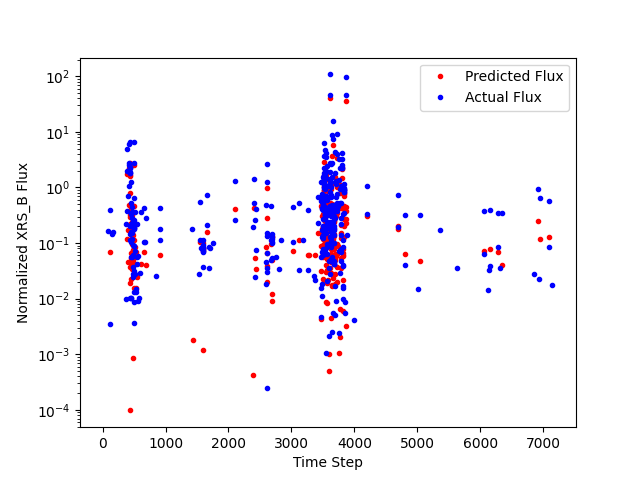 Predicted Flux
Actual Flux
Normalized XRS_B Flux
10²
10¹
10⁰
10⁻¹
10⁻²
10⁻³
10⁻⁴
0 1000 2000 3000 4000 5000 6000 7000
Time Step